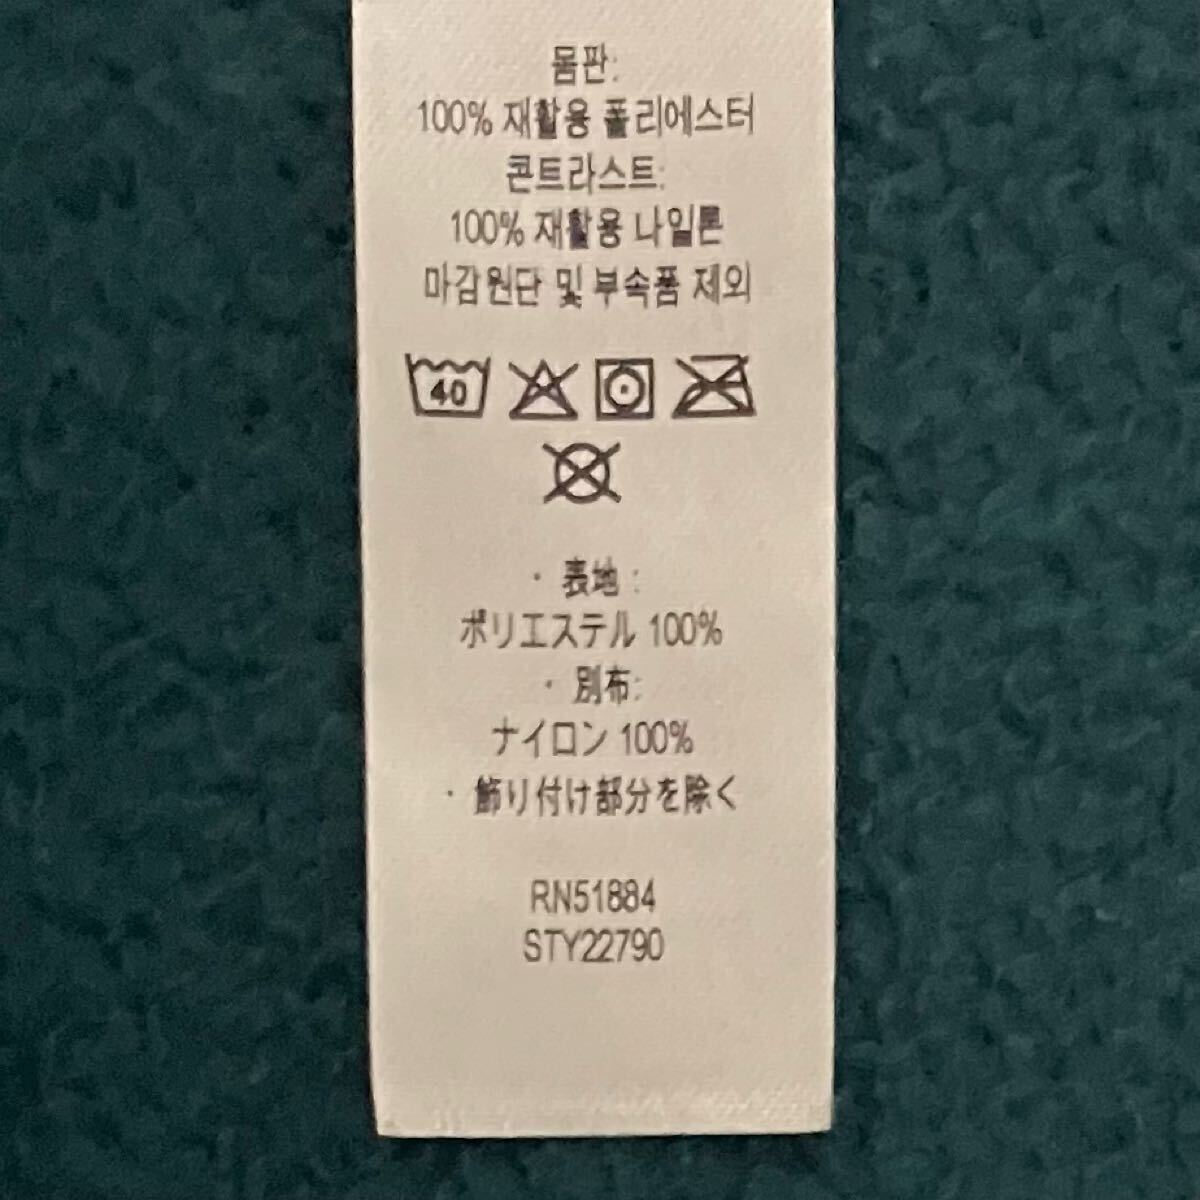 몸판:
100% 재활용 폴리에스터
콘트라스트:
100% 재활용 나일론
마감원단 및 부속품 제외
40
・表地:
ポリエステル 100%
・別布:
ナイロン 100%
・飾り付け部分を除く
RN51884
STY22790